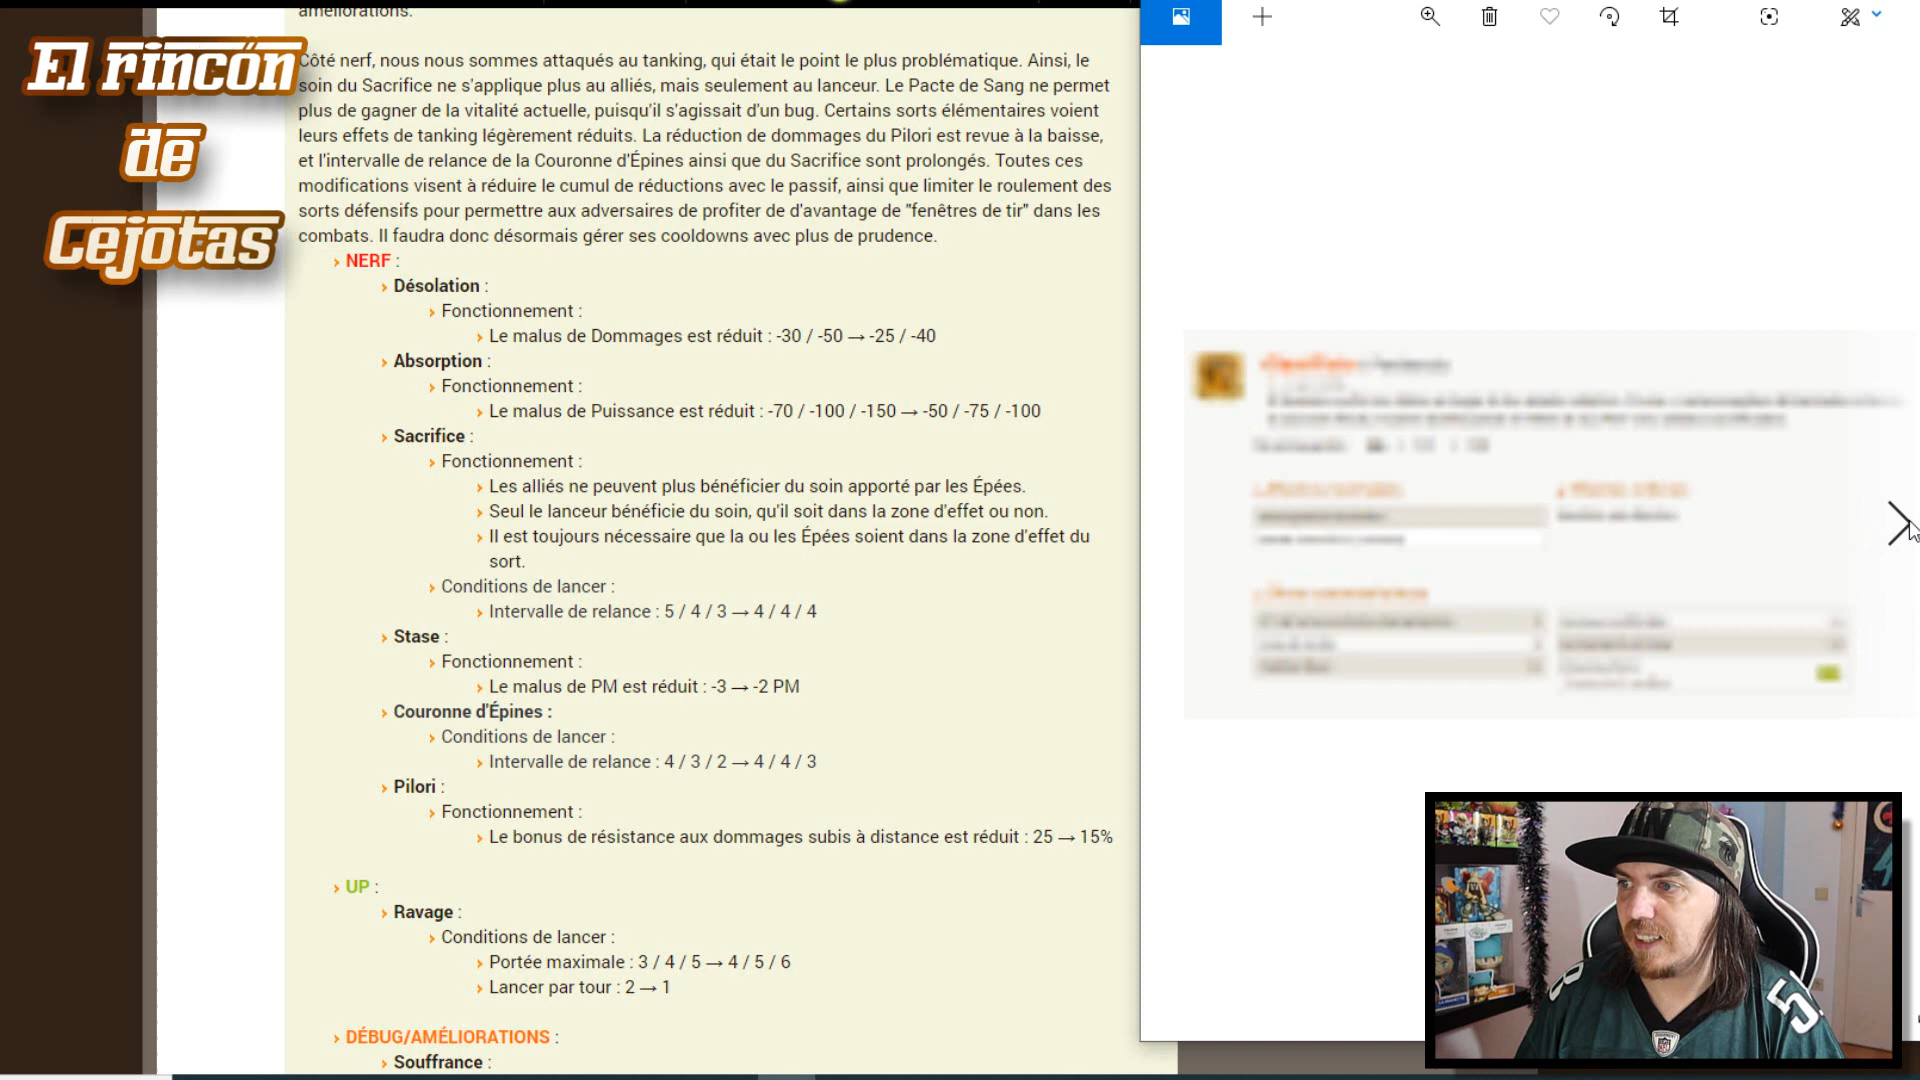 El rincón
de
Cejotas
améliorations.
Côté nerf, nous nous sommes attaqués au tanking, qui était le point le plus problématique. Ainsi, le
soin du Sacrifice ne s'applique plus au alliés, mais seulement au lanceur. Le Pacte de Sang ne permet
plus de gagner de la vitalité actuelle, puisqu'il s'agissait d'un bug. Certains sorts élémentaires voient
leurs effets de tanking légèrement réduits. La réduction de dommages du Pilori est revue à la baisse,
et l'intervalle de relance de la Couronne d'Épines ainsi que du Sacrifice sont prolongés. Toutes ces
modifications visent à réduire le cumul de réductions avec le passif, ainsi que limiter le roulement des
sorts défensifs pour permettre aux adversaires de profiter de d'avantage de "fenêtres de tir" dans les
combats. Il faudra donc désormais gérer ses cooldowns avec plus de prudence.
› NERF :
› Désolation :
› Fonctionnement :
› Le malus de Dommages est réduit : -30 / -50 → -25 / -40
› Absorption :
› Fonctionnement :
› Le malus de Puissance est réduit : -70 / -100 / -150 → -50 / -75 / -100
› Sacrifice :
› Fonctionnement :
› Les alliés ne peuvent plus bénéficier du soin apporté par les Épées.
› Seul le lanceur bénéficie du soin, qu'il soit dans la zone d'effet ou non.
› Il est toujours nécessaire que la ou les Épées soient dans la zone d'effet du
sort.
› Conditions de lancer :
› Intervalle de relance : 5 / 4 / 3 → 4 / 4 / 4
› Stase :
› Fonctionnement :
› Le malus de PM est réduit : -3 → -2 PM
› Couronne d'Épines :
› Conditions de lancer :
› Intervalle de relance : 4 / 3 / 2 → 4 / 4 / 3
› Pilori :
› Fonctionnement :
› Le bonus de résistance aux dommages subis à distance est réduit : 25 → 15%
› UP :
› Ravage :
› Conditions de lancer :
› Portée maximale : 3 / 4 / 5 → 4 / 5 / 6
› Lancer par tour : 2 → 1
› DÉBUG/AMÉLIORATIONS :
› Souffrance :